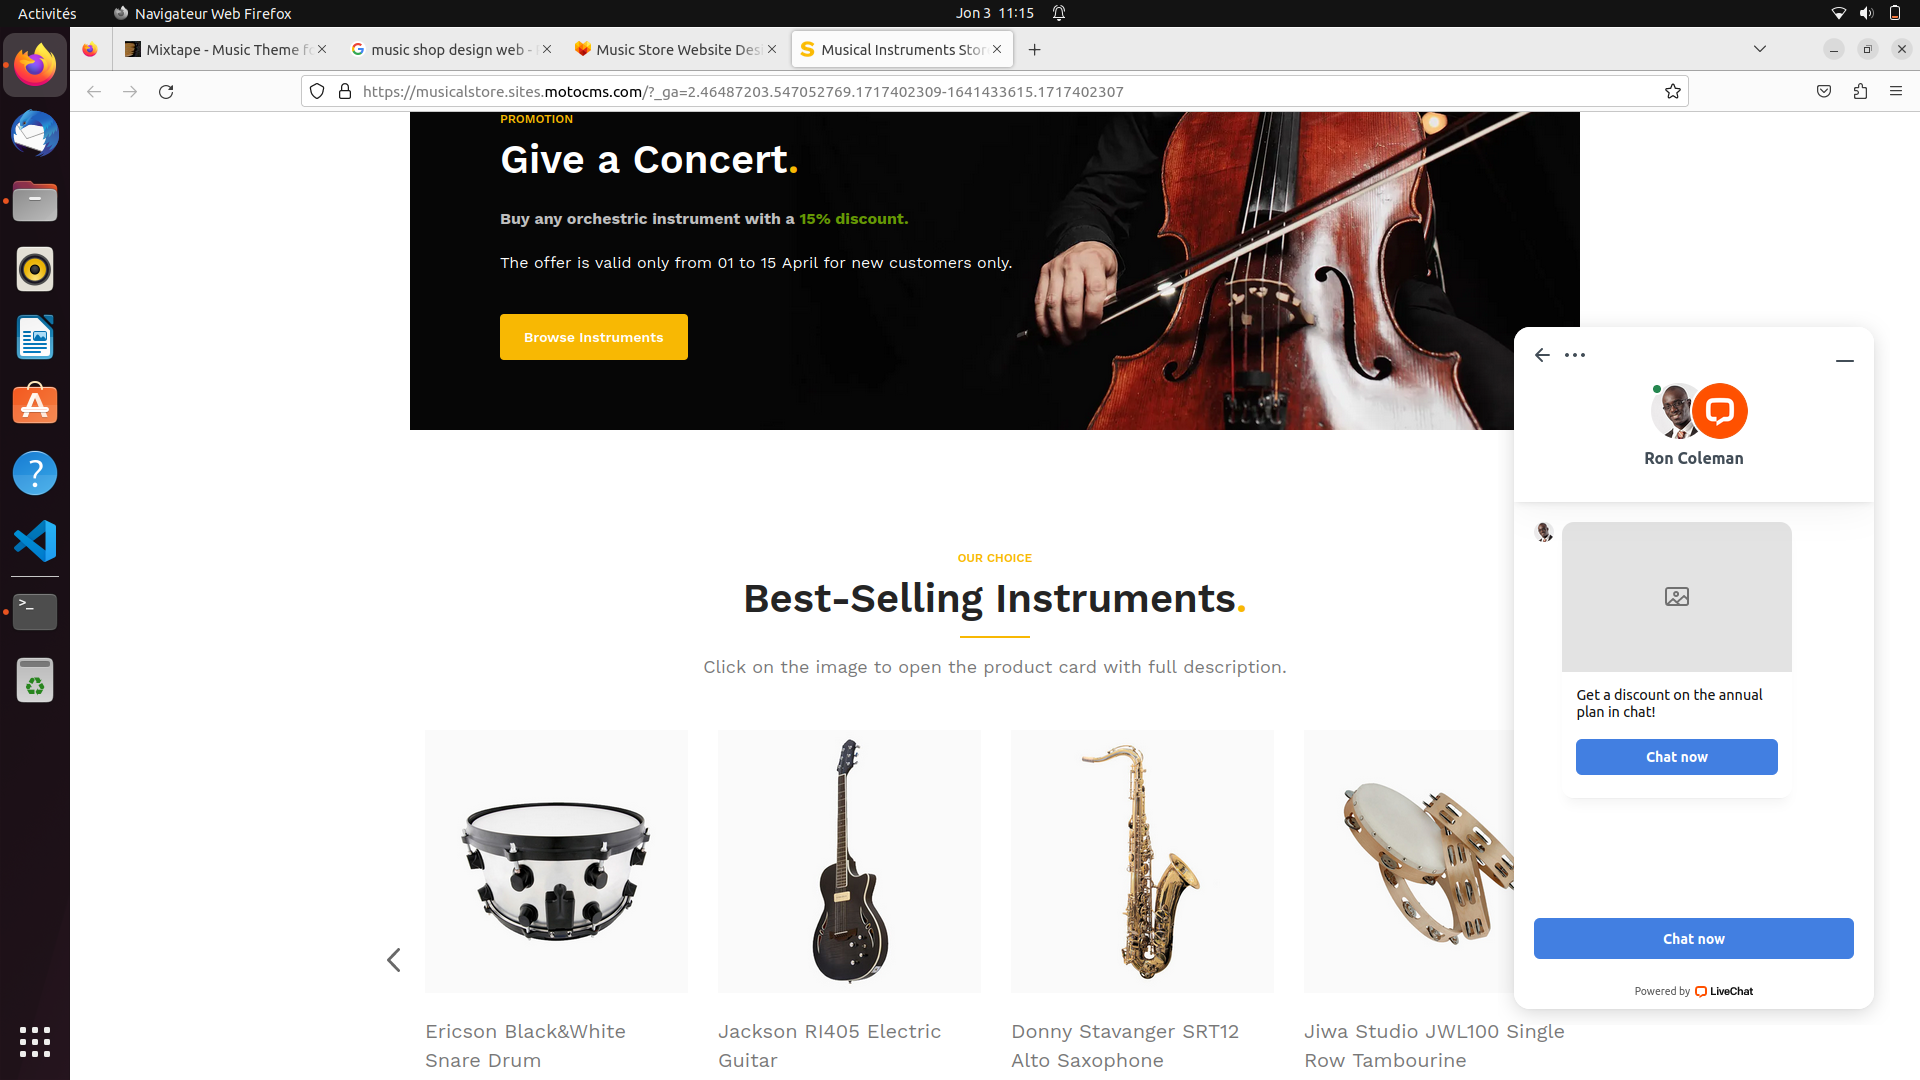 Activités
Navigateur Web Firefox
Jon 3 11:15
Mixtape - Music Theme fo
music shop design web -
Music Store Website Des
Musical Instruments Stor
https://musicalstore.sites.motocms.com/?_ga=2.46487203.547052769.1717402309-1641433615.1717402307
PROMOTION
Give a Concert.
Buy any orchestric instrument with a 15% discount.
The offer is valid only from 01 to 15 April for new customers only.
Browse Instruments
OUR CHOICE
Best-Selling Instruments.
Click on the image to open the product card with full description.
Ericson Black&White
Snare Drum
Jackson RI405 Electric
Guitar
Donny Stavanger SRT12
Alto Saxophone
Jiwa Studio JWL100 Single
Row Tambourine
Ron Coleman
Get a discount on the annual
plan in chat!
Chat now
Chat now
Powered by LiveChat